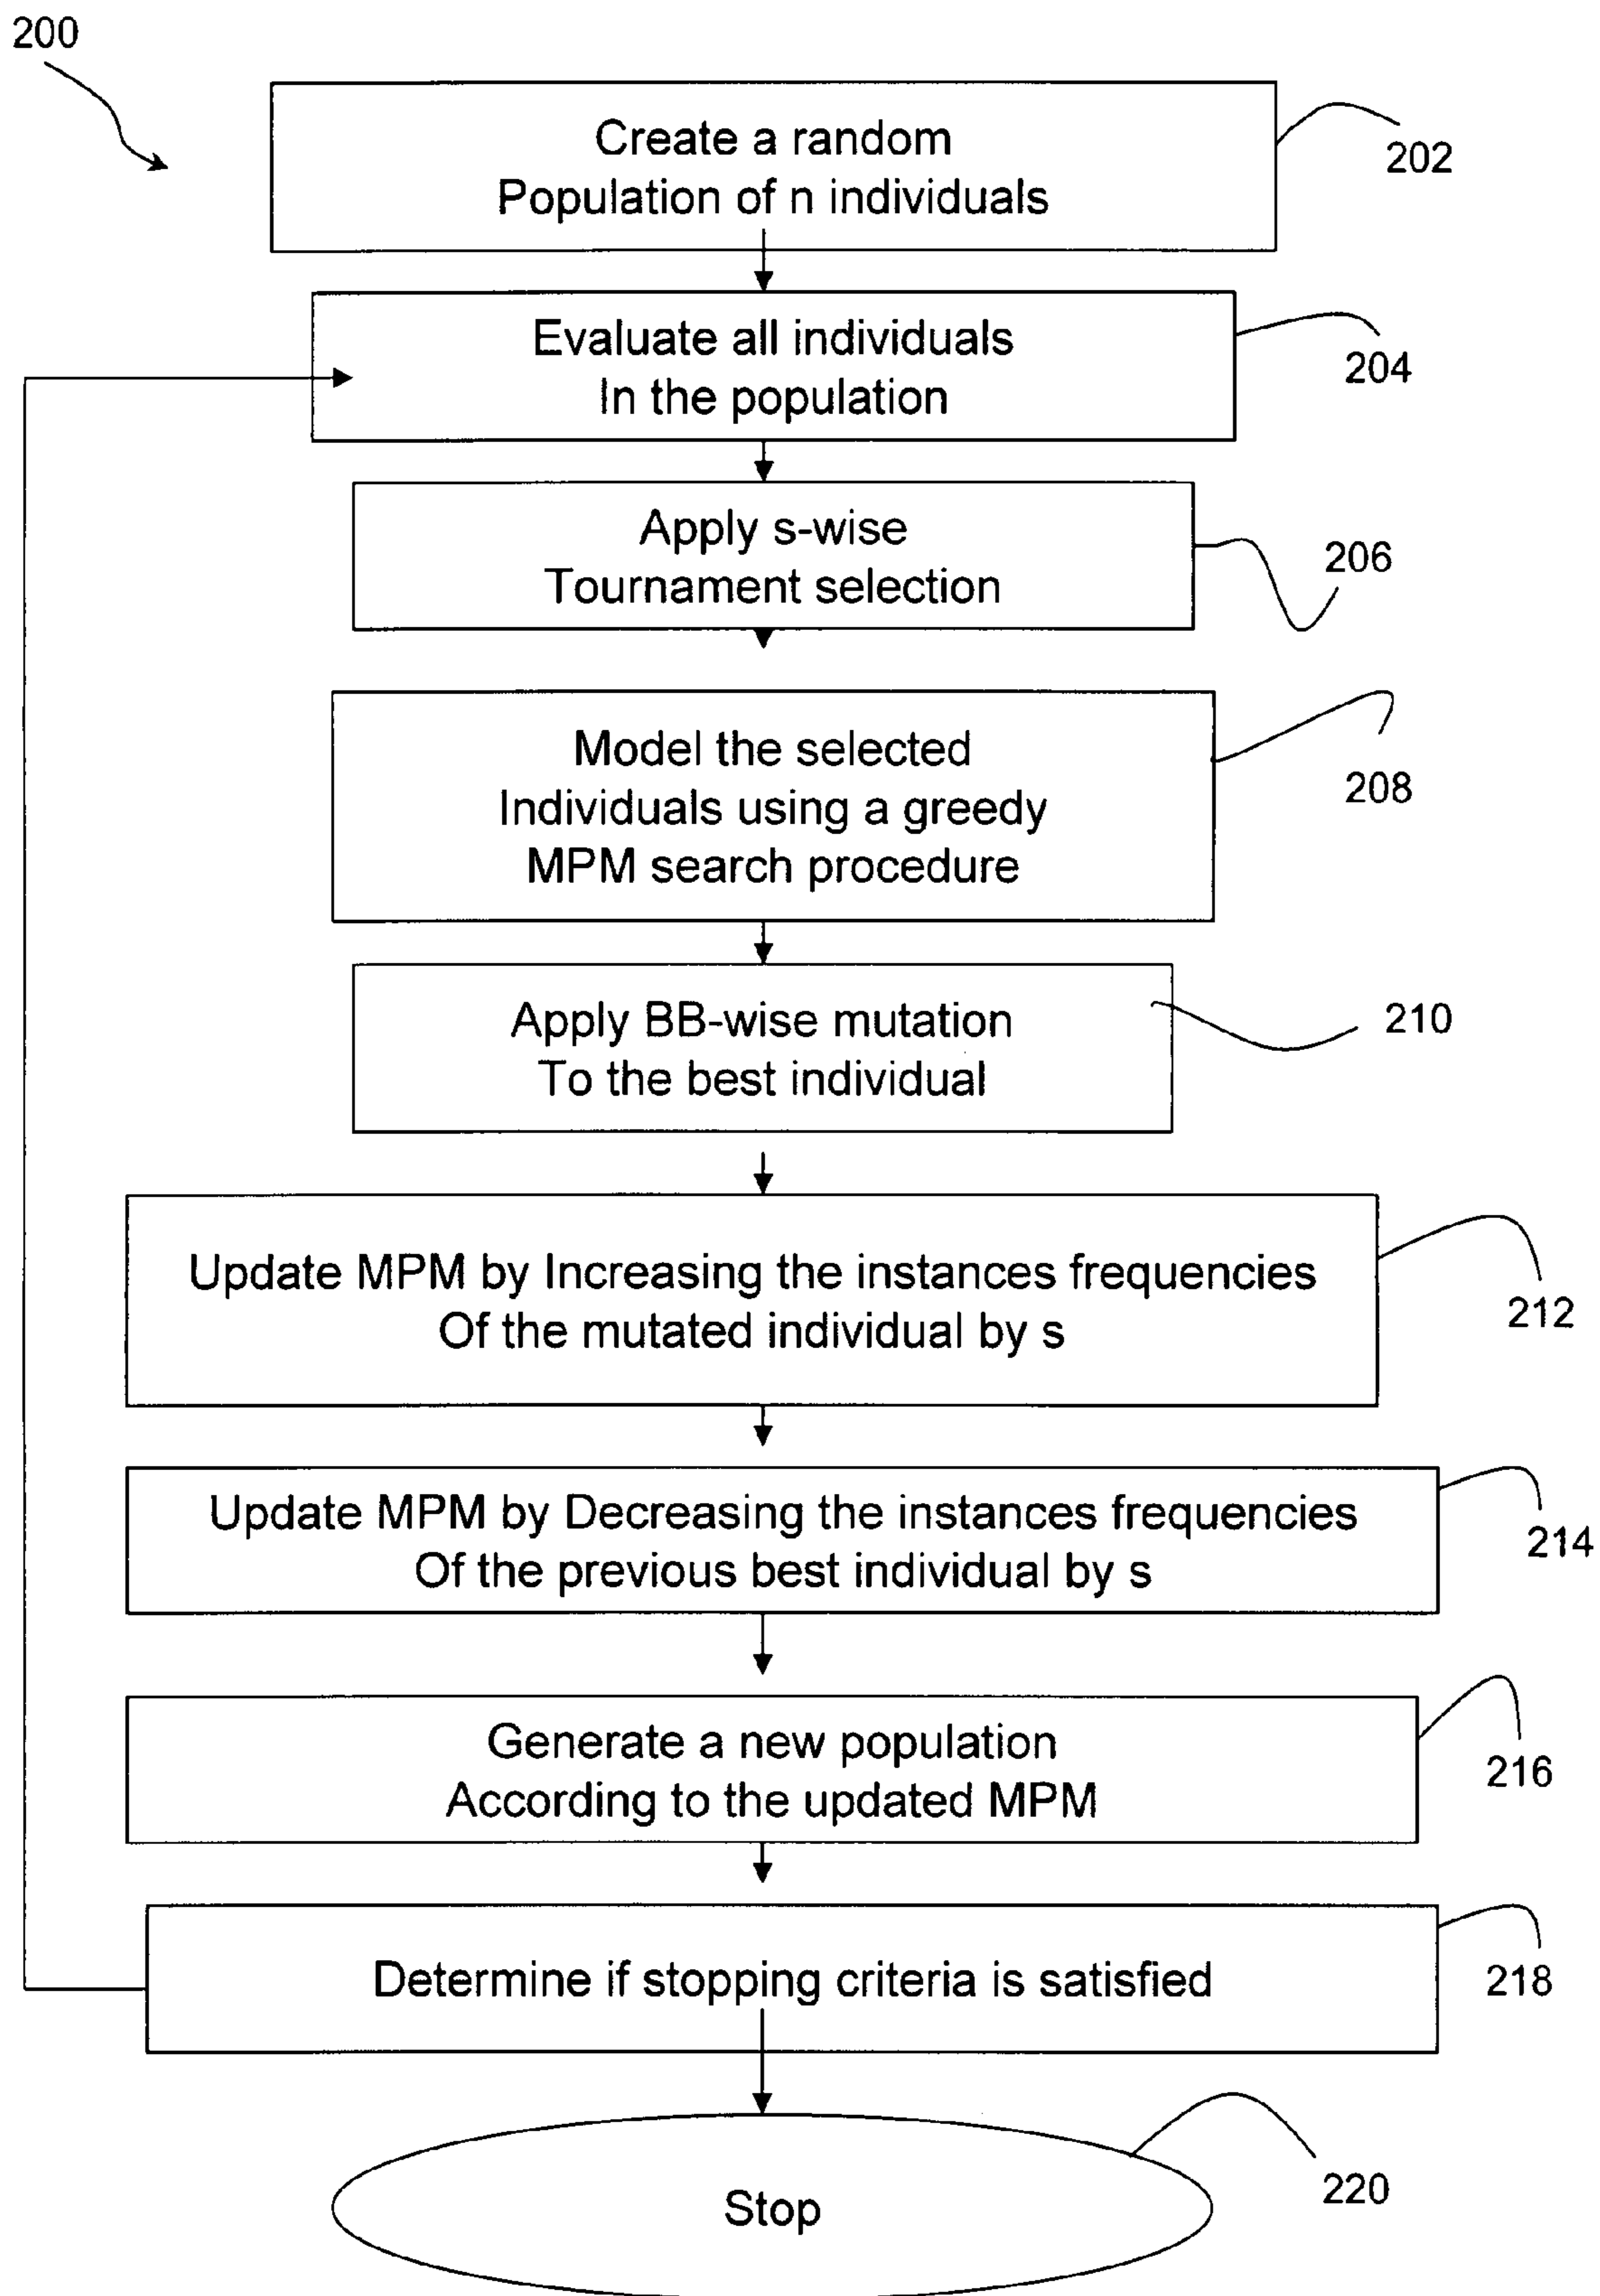 200
Create a random
Population of n individuals
202
Evaluate all individuals
In the population
204
Apply s-wise
Tournament selection
206
Model the selected
Individuals using a greedy
MPM search procedure
208
Apply BB-wise mutation
To the best individual
210
Update MPM by Increasing the instances frequencies
Of the mutated individual by s
212
Update MPM by Decreasing the instances frequencies
Of the previous best individual by s
214
Generate a new population
According to the updated MPM
216
Determine if stopping criteria is satisfied
218
Stop
220